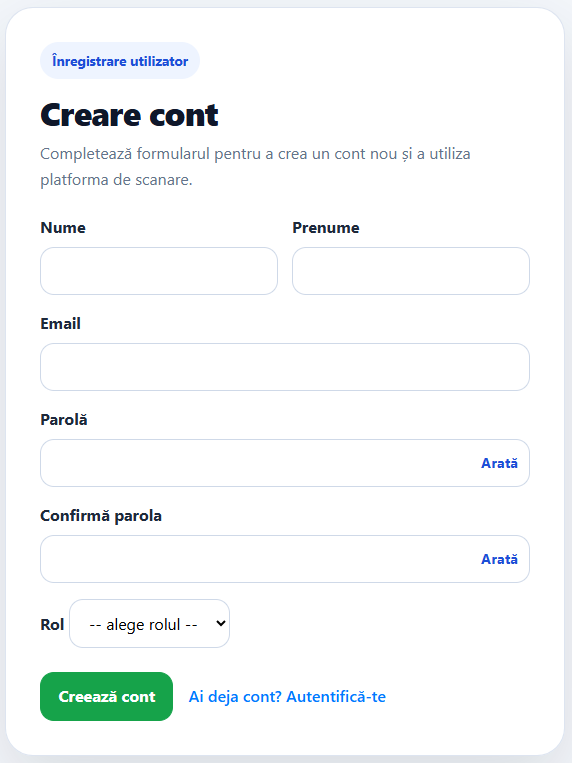 Înregistrare utilizator
Creare cont
Completează formularul pentru a crea un cont nou și a utiliza
platforma de scanare.
Nume
Prenume
Email
Parolă
Arată
Confirmă parola
Arată
Rol -- alege rolul --
Creează cont
Ai deja cont? Autentifică-te